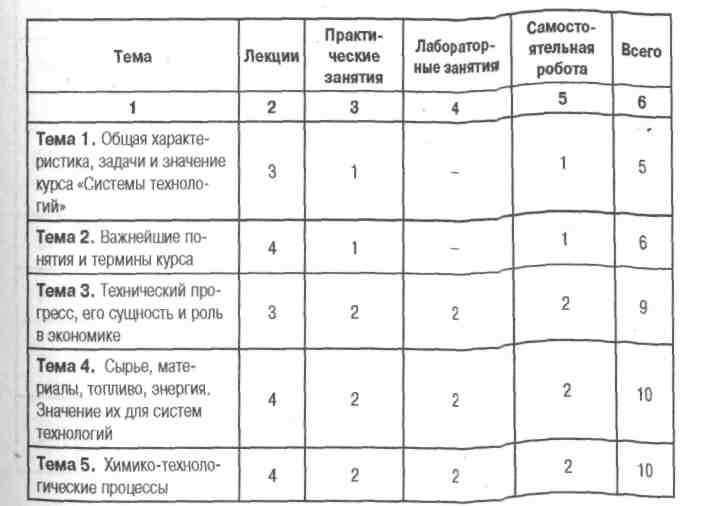 Тема
Лекции
Практи-
ческие
занятия
Лаборатор-
ные занятия
Самосто-
ятельная
робота
Всего
1
2
3
4
5
6
Тема 1. Общая характе-
ристика, задачи и значение
курса «Системы техноло-
гий»
3
1
–
1
5
Тема 2. Важнейшие по-
нятия и термины курса
4
1
–
1
6
Тема 3. Технический про-
гресс, его сущность и роль
в экономике
3
2
2
2
9
Тема 4. Сырье, мате-
риалы, топливо, энергия.
Значение их для систем
технологий
4
2
2
2
10
Тема 5. Химико-техноло-
гические процессы
4
2
2
2
10